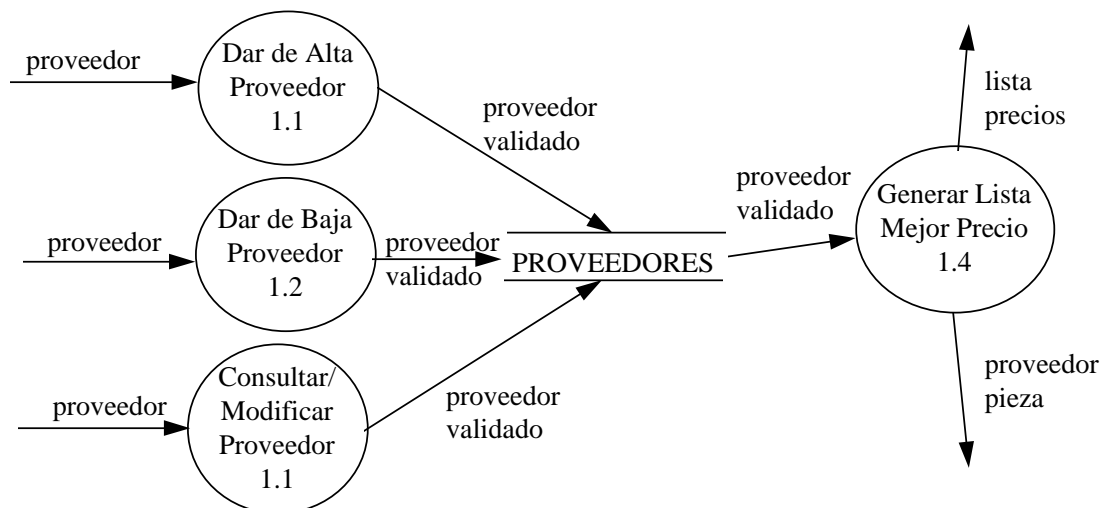 proveedor
Dar de Alta
Proveedor
1.1
proveedor
validado
lista
precios
proveedor
Dar de Baja
Proveedor
1.2
proveedor
validado
PROVEEDORES
proveedor
validado
Generar Lista
Mejor Precio
1.4
proveedor
Consultar/
Modificar
Proveedor
1.1
proveedor
validado
proveedor
pieza